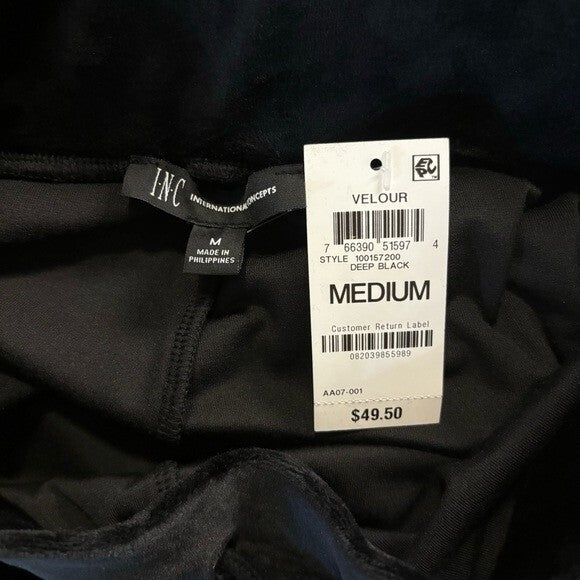 I·N·C
INTERNATIONAL CONCEPTS
M
MADE IN
PHILIPPINES
EPC
VELOUR
7 66390 51597 4
STYLE 100157200
DEEP BLACK
MEDIUM
Customer Return Label
082039855989
AA07-001
$49.50